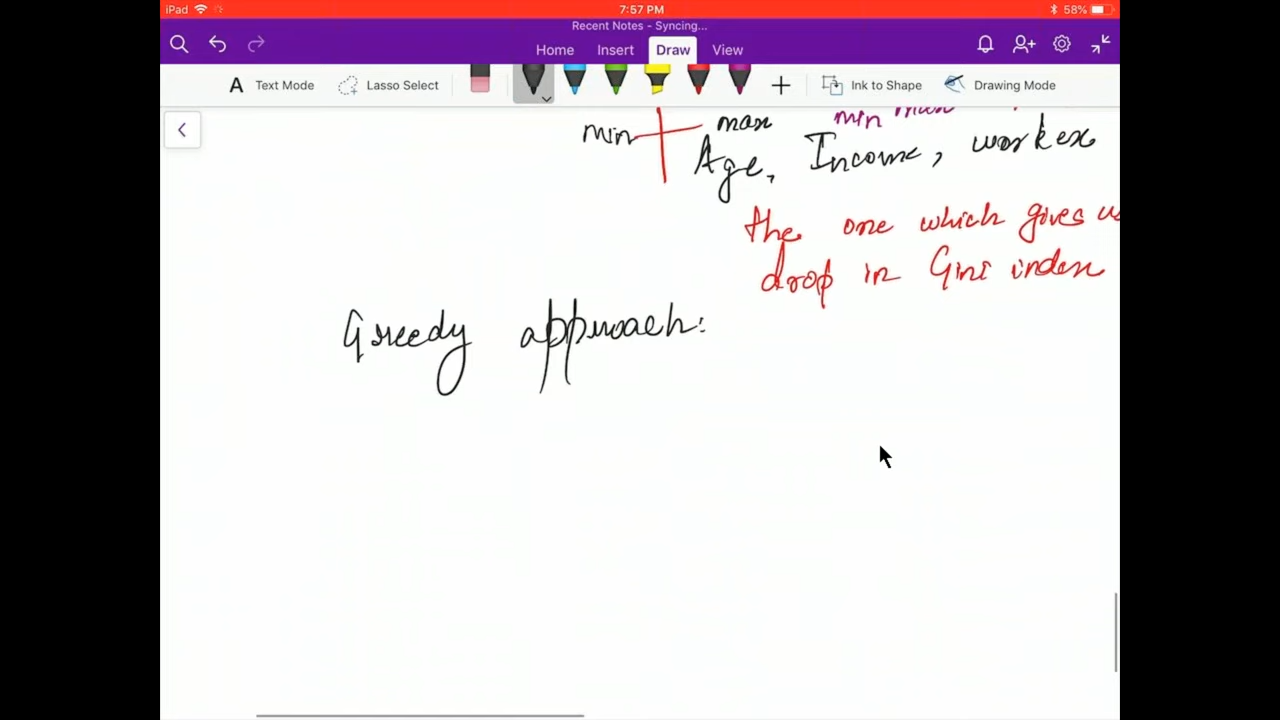 iPad 7:57 PM 58%
Recent Notes - Syncing...
Home Insert Draw View
A Text Mode Lasso Select Ink to Shape Drawing Mode
min max min max
Age, Income, workex
the one which gives us
drop in Gini index
Greedy approach: